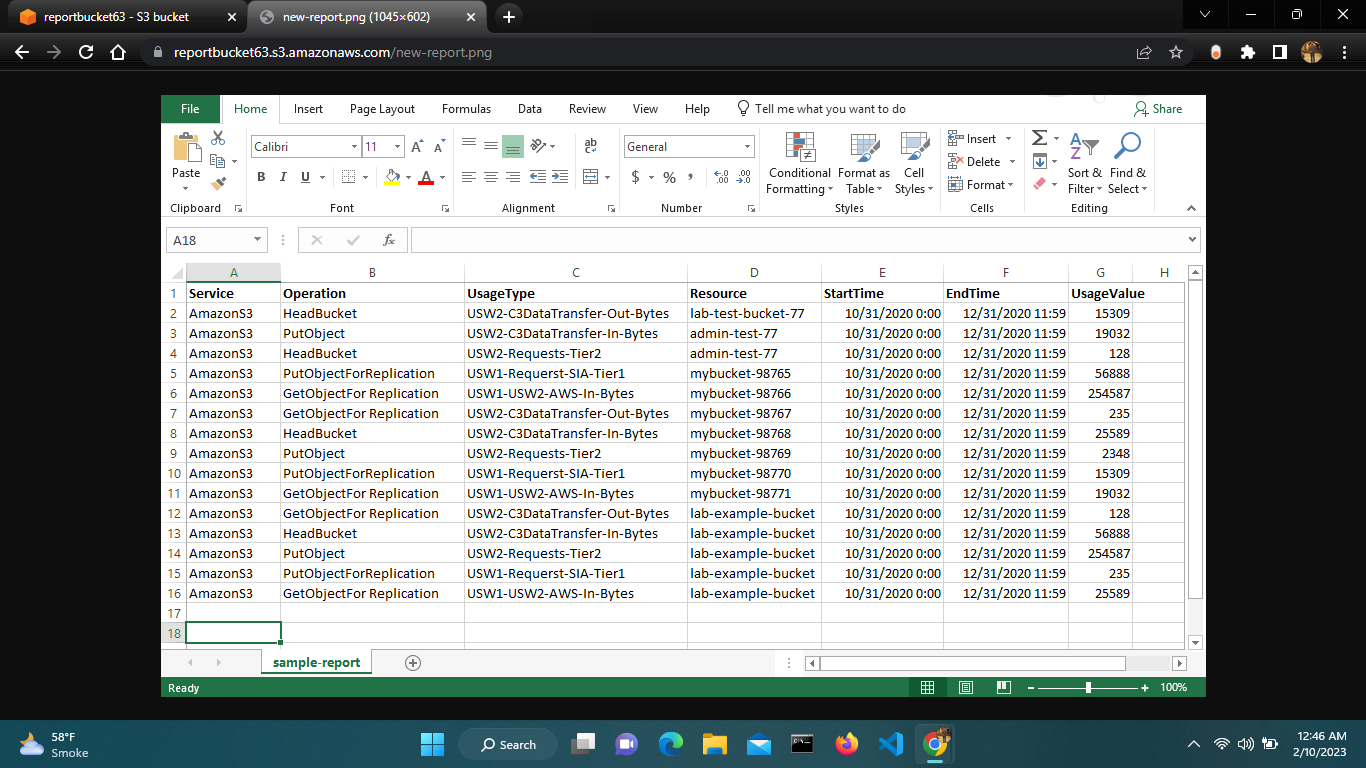 reportbucket63 - S3 bucket
new-report.png (1045×602)
reportbucket63.s3.amazonaws.com/new-report.png
File Home Insert Page Layout Formulas Data Review View Help Tell me what you want to do Share
Paste
Clipboard
Calibri 11
B I U A
Font
ab
c
Alignment
General
$ % , .00 .0
Number
Conditional Formatting
Format as Table
Cell Styles
Styles
Insert
Delete
Format
Cells
Sort & Filter
Find & Select
Editing
A18 fx
A B C D E F G H
1 Service Operation UsageType Resource StartTime EndTime UsageValue
2 AmazonS3 HeadBucket USW2-C3DataTransfer-Out-Bytes lab-test-bucket-77 10/31/2020 0:00 12/31/2020 11:59 15309
3 AmazonS3 PutObject USW2-C3DataTransfer-In-Bytes admin-test-77 10/31/2020 0:00 12/31/2020 11:59 19032
4 AmazonS3 HeadBucket USW2-Requests-Tier2 admin-test-77 10/31/2020 0:00 12/31/2020 11:59 128
5 AmazonS3 PutObjectForReplication USW1-Requerst-SIA-Tier1 mybucket-98765 10/31/2020 0:00 12/31/2020 11:59 56888
6 AmazonS3 GetObjectFor Replication USW1-USW2-AWS-In-Bytes mybucket-98766 10/31/2020 0:00 12/31/2020 11:59 254587
7 AmazonS3 GetObjectFor Replication USW2-C3DataTransfer-Out-Bytes mybucket-98767 10/31/2020 0:00 12/31/2020 11:59 235
8 AmazonS3 HeadBucket USW2-C3DataTransfer-In-Bytes mybucket-98768 10/31/2020 0:00 12/31/2020 11:59 25589
9 AmazonS3 PutObject USW2-Requests-Tier2 mybucket-98769 10/31/2020 0:00 12/31/2020 11:59 2348
10 AmazonS3 PutObjectForReplication USW1-Requerst-SIA-Tier1 mybucket-98770 10/31/2020 0:00 12/31/2020 11:59 15309
11 AmazonS3 GetObjectFor Replication USW1-USW2-AWS-In-Bytes mybucket-98771 10/31/2020 0:00 12/31/2020 11:59 19032
12 AmazonS3 GetObjectFor Replication USW2-C3DataTransfer-Out-Bytes lab-example-bucket 10/31/2020 0:00 12/31/2020 11:59 128
13 AmazonS3 HeadBucket USW2-C3DataTransfer-In-Bytes lab-example-bucket 10/31/2020 0:00 12/31/2020 11:59 56888
14 AmazonS3 PutObject USW2-Requests-Tier2 lab-example-bucket 10/31/2020 0:00 12/31/2020 11:59 254587
15 AmazonS3 PutObjectForReplication USW1-Requerst-SIA-Tier1 lab-example-bucket 10/31/2020 0:00 12/31/2020 11:59 235
16 AmazonS3 GetObjectFor Replication USW1-USW2-AWS-In-Bytes lab-example-bucket 10/31/2020 0:00 12/31/2020 11:59 25589
17
18
sample-report
Ready 100%
58°F
Smoke
Search
12:46 AM
2/10/2023